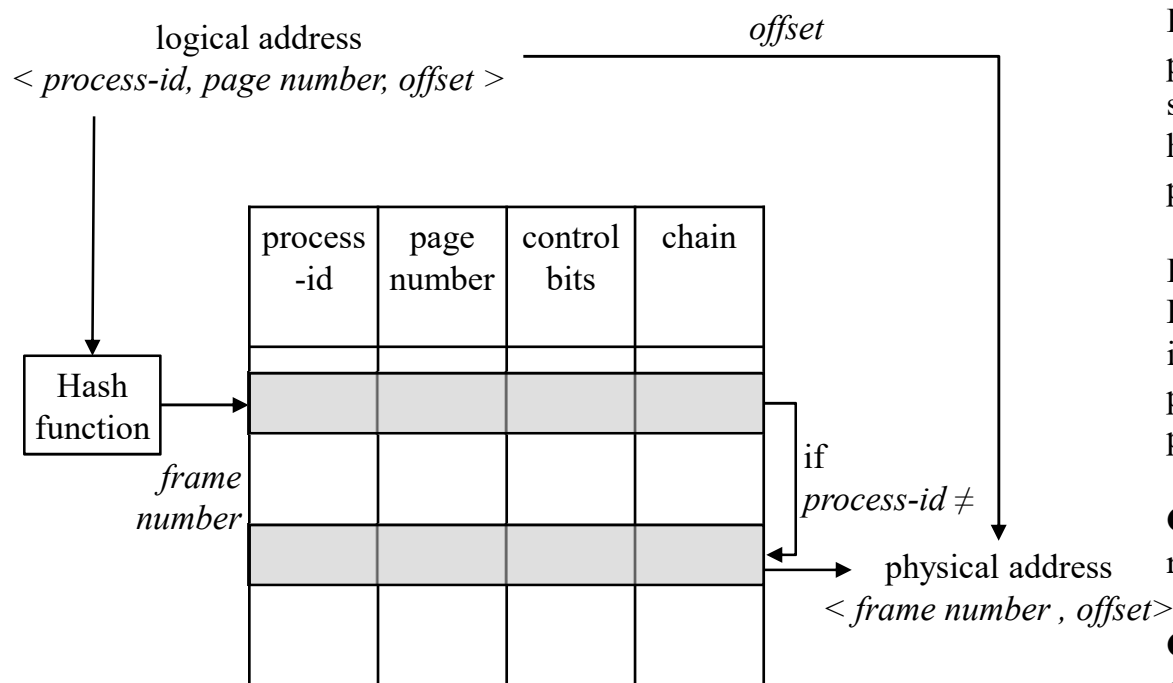 logical address
< process-id, page number, offset >
offset
process
-id
page
number
control
bits
chain
Hash
function
frame
number
if
process-id ≠
physical address
< frame number , offset>